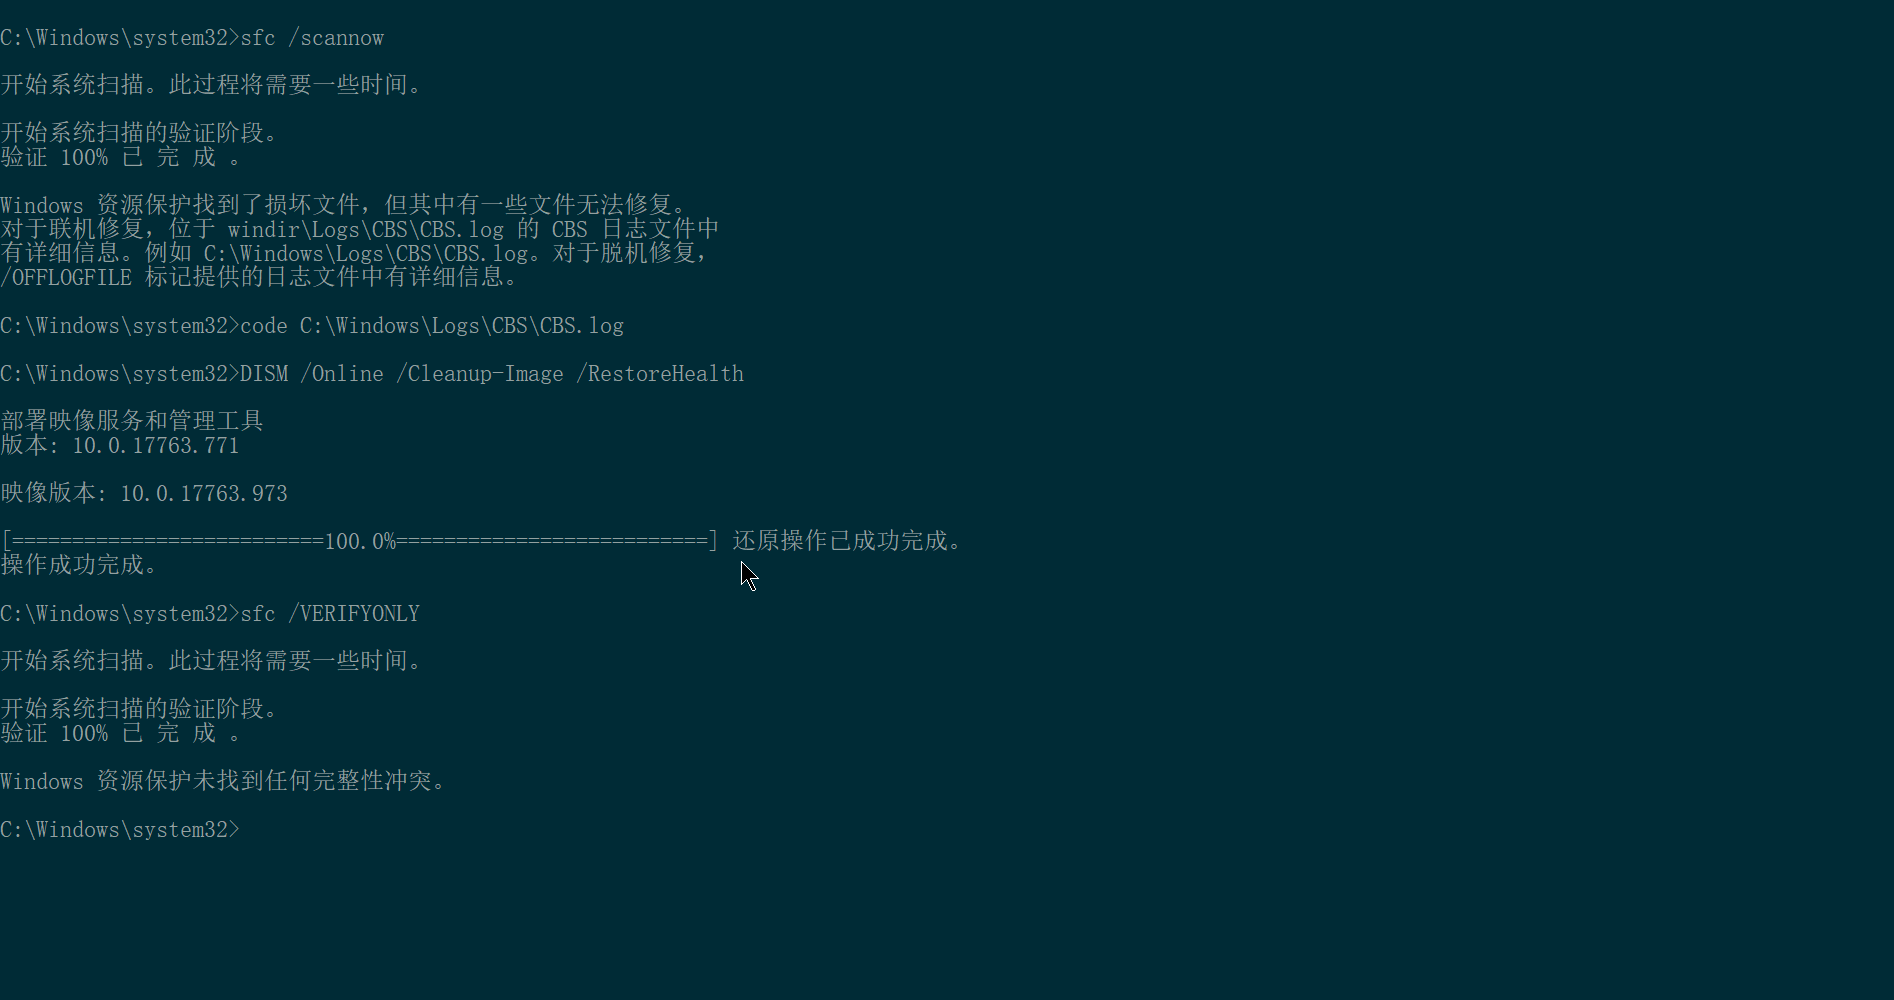 C:\Windows\system32>sfc /scannow
开始系统扫描。此过程将需要一些时间。
开始系统扫描的验证阶段。
验证 100% 已 完 成 。
Windows 资源保护找到了损坏文件，但其中有一些文件无法修复。
对于联机修复，位于 windir\Logs\CBS\CBS.log 的 CBS 日志文件中
有详细信息。例如 C:\Windows\Logs\CBS\CBS.log。对于脱机修复，
/OFFLOGFILE 标记提供的日志文件中有详细信息。
C:\Windows\system32>code C:\Windows\Logs\CBS\CBS.log
C:\Windows\system32>DISM /Online /Cleanup-Image /RestoreHealth
部署映像服务和管理工具
版本: 10.0.17763.771
映像版本: 10.0.17763.973
[==========================100.0%==========================] 还原操作已成功完成。
操作成功完成。
C:\Windows\system32>sfc /VERIFYONLY
开始系统扫描。此过程将需要一些时间。
开始系统扫描的验证阶段。
验证 100% 已 完 成 。
Windows 资源保护未找到任何完整性冲突。
C:\Windows\system32>